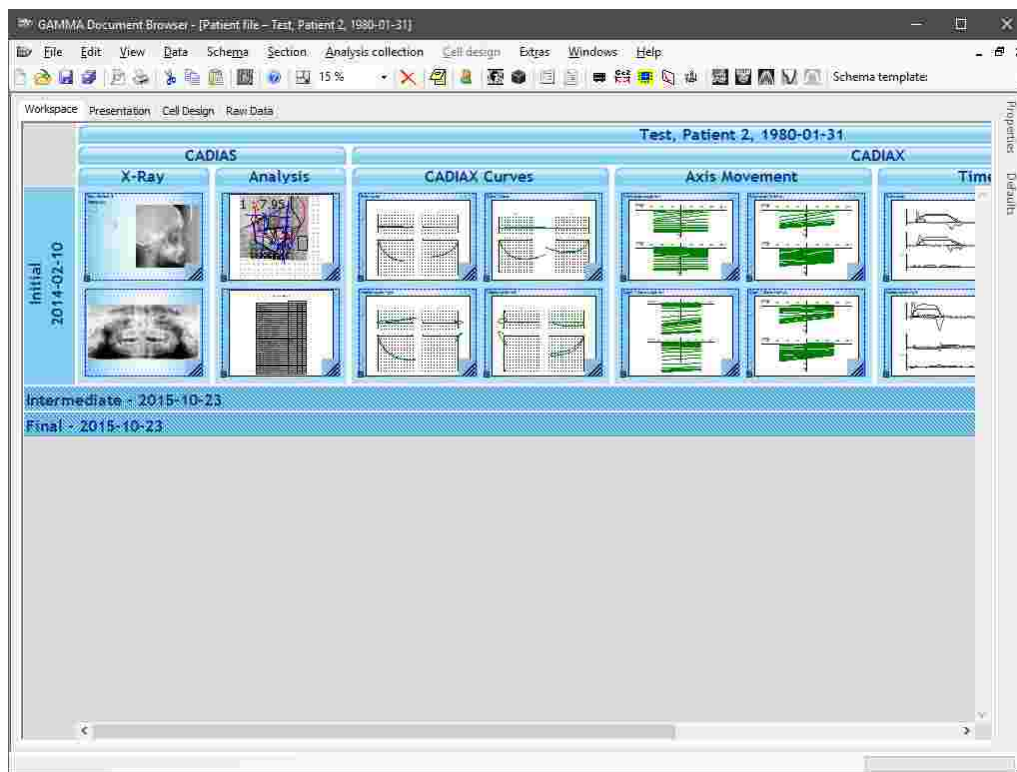 GAMMA Document Browser - [Patient file - Test, Patient 2, 1980-01-31]
File Edit View Data Schema Section Analysis collection Cell design Extras Windows Help
15 % Schema template:
Workspace Presentation Cell Design Raw Data
Properties
Defaults
Test, Patient 2, 1980-01-31
CADIAS CADIAX
X-Ray Analysis CADIAX Curves Axis Movement Time
Initial
2014-02-10
1 : 7.95
Intermediate - 2015-10-23
Final - 2015-10-23